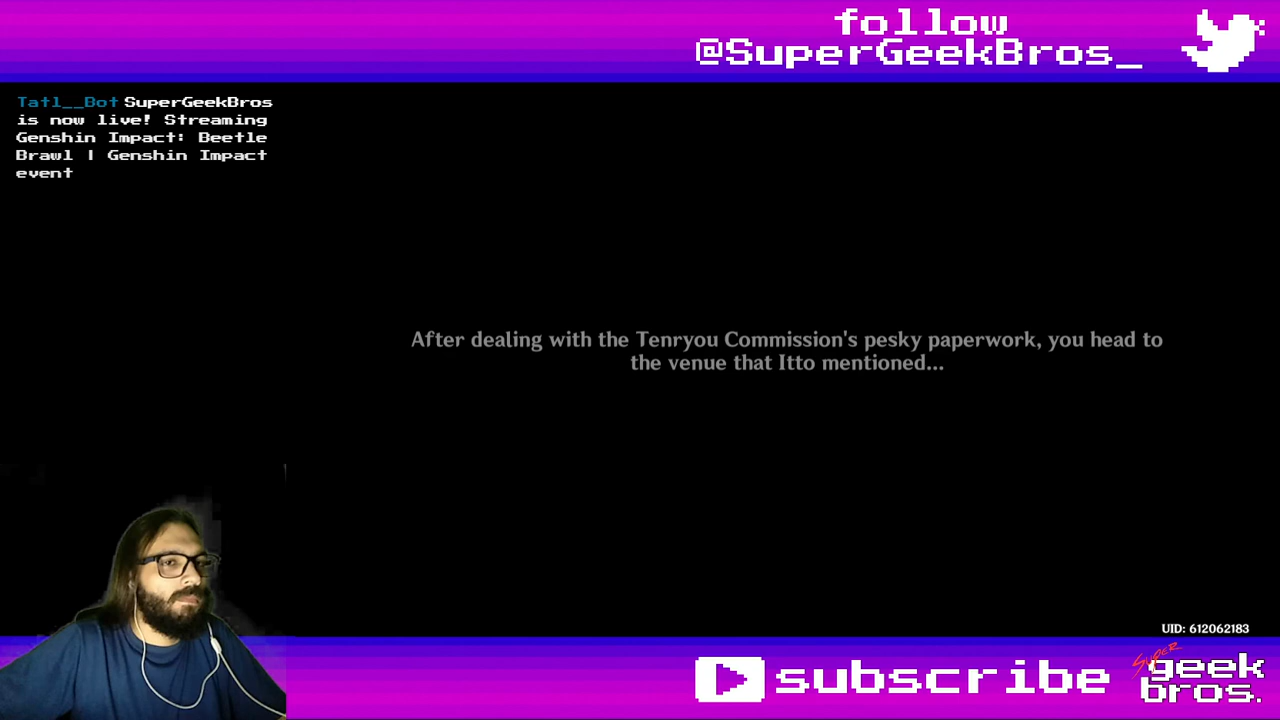 follow
@SuperGeekBros_
Tatl__Bot SuperGeekBros
is now live! Streaming
Genshin Impact: Beetle
Brawl | Genshin Impact
event
After dealing with the Tenryou Commission's pesky paperwork, you head to
the venue that Itto mentioned...
UID: 612062183
subscribe
SUPER
geek
bros.